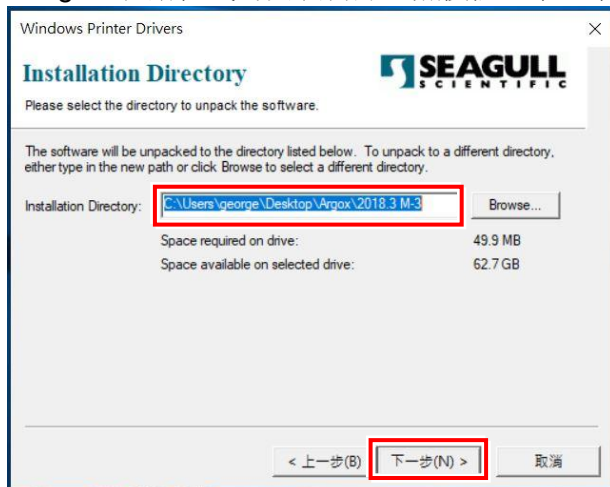 Windows Printer Drivers
Installation Directory
SEAGULL
SCIENTIFIC
Please select the directory to unpack the software.
The software will be unpacked to the directory listed below. To unpack to a different directory,
either type in the new path or click Browse to select a different directory.
Installation Directory: C:\Users\george\Desktop\Argox\2018.3 M-3 Browse...
Space required on drive: 49.9 MB
Space available on selected drive: 62.7 GB
< 上一步(B) 下一步(N) > 取消